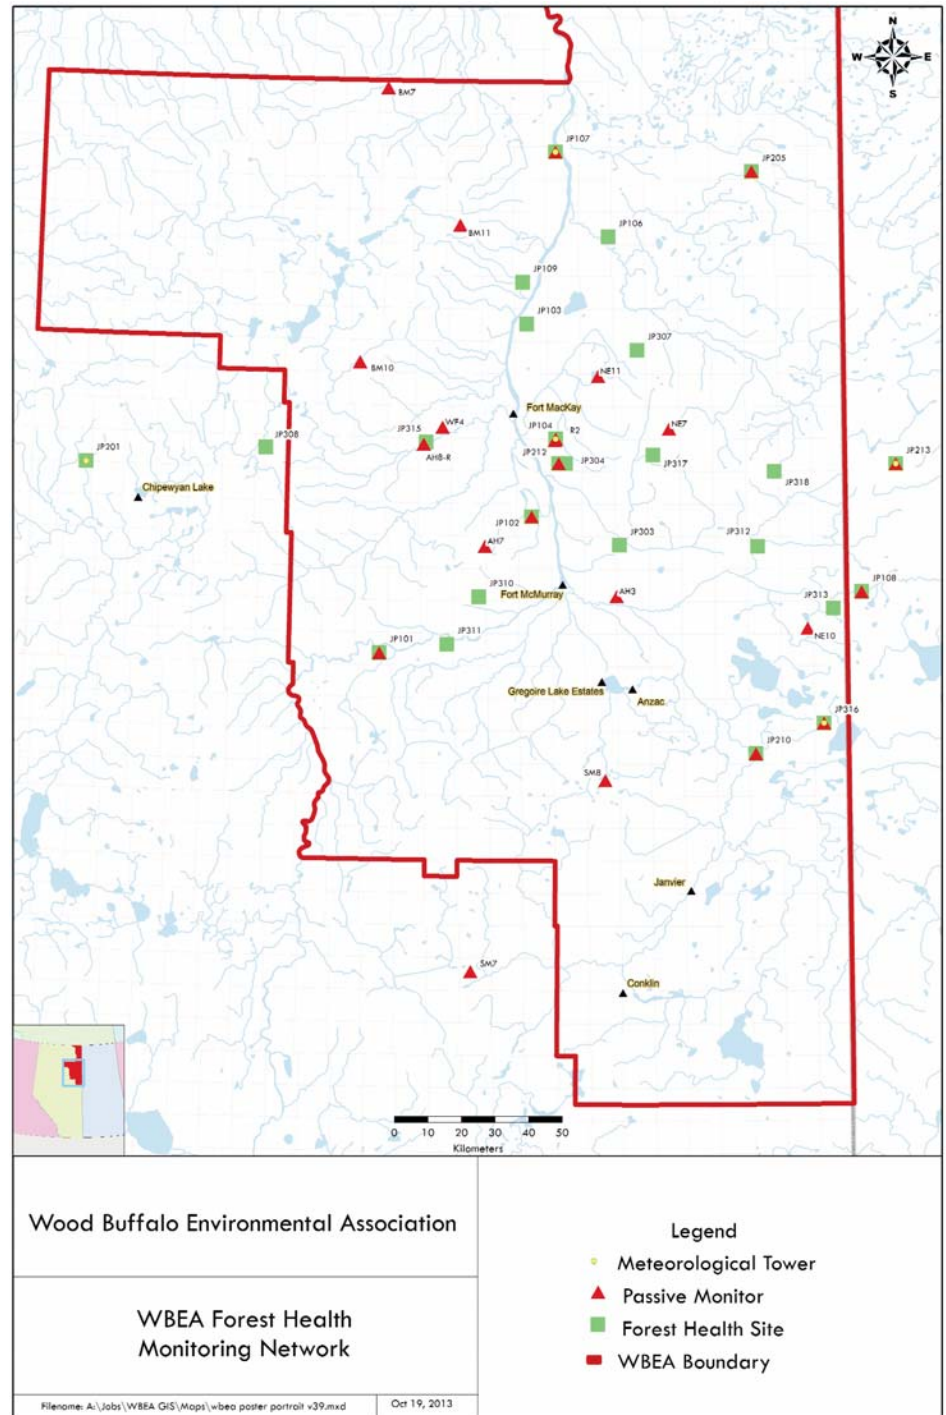 N
W E
S
BM7
JP107
JP205
BM11
JP106
JP109
JP103
JP307
BM10
NE11
Fort MacKay
WF4
NE7
JP315
JP104 R2
JP308
AH8-R
JP212 JP304
JP317
JP201
JP213
JP318
Chipewyan Lake
JP102
JP303
JP312
AH7
JP310
Fort McMurray
AH3
JP108
JP313
JP311
JP101
NE10
Gregoire Lake Estates
Anzac
JP316
JP210
SM8
Janvier
SM7
Conklin
0 10 20 30 40 50
Kilometers
Wood Buffalo Environmental Association
WBEA Forest Health
Monitoring Network
Filename: A:\Jobs\WBEA GIS\Maps\wbea poster portrait v39.mxd
Oct 19, 2013
Legend
Meteorological Tower
Passive Monitor
Forest Health Site
WBEA Boundary